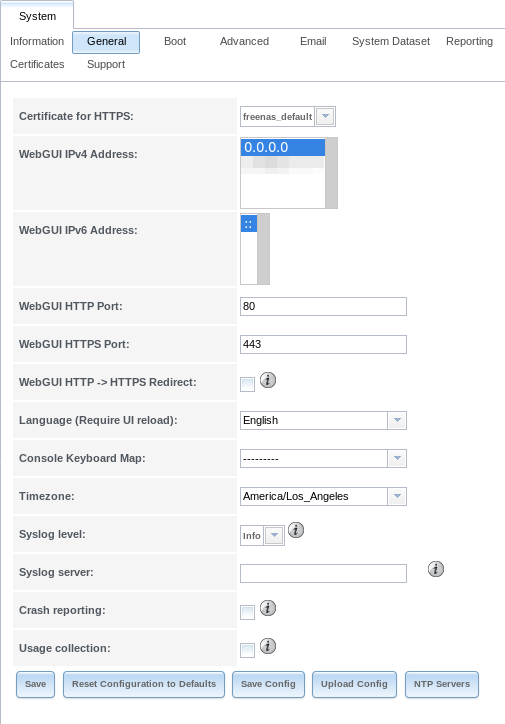 System
Information General Boot Advanced Email System Dataset Reporting
Certificates Support
Certificate for HTTPS: freenas_default
WebGUI IPv4 Address: 0.0.0.0
WebGUI IPv6 Address: ::
WebGUI HTTP Port: 80
WebGUI HTTPS Port: 443
WebGUI HTTP -> HTTPS Redirect: i
Language (Require UI reload): English
Console Keyboard Map: ---------
Timezone: America/Los_Angeles
Syslog level: Info i
Syslog server: i
Crash reporting: i
Usage collection: i
Save Reset Configuration to Defaults Save Config Upload Config NTP Servers